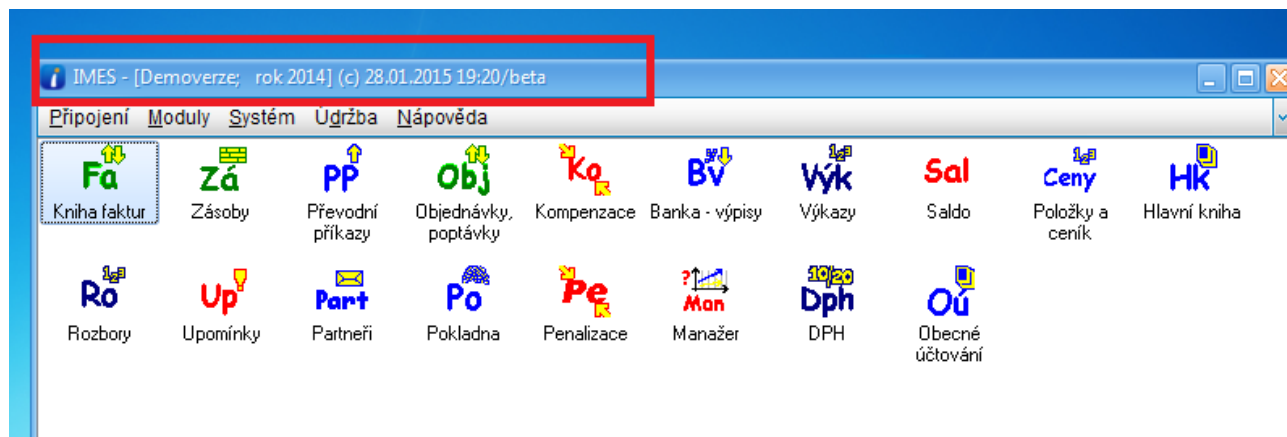 IMES - [Demoverze; rok 2014] (c) 28.01.2015 19:20/beta
Připojení Moduly Systém Údržba Nápověda
Fa Zá PP Obj Ko Bv Výk Sal Ceny Hk
Kniha faktur Zásoby Převodní příkazy Objednávky, poptávky Kompenzace Banka - výpisy Výkazy Saldo Položky a ceník Hlavní kniha
Ro Up Part Po Pe Man Dph Oú
Rozbory Upomínky Partneři Pokladna Penalizace Manažer DPH Obecné účtování